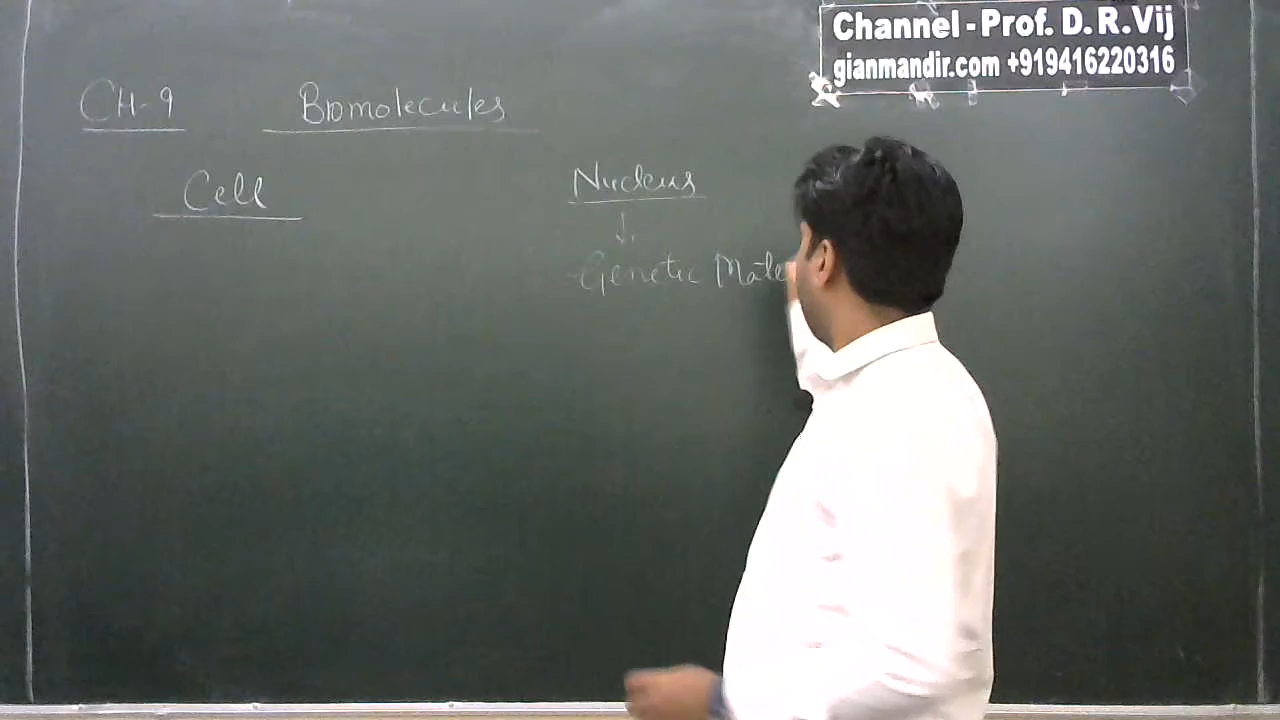 Channel - Prof. D. R. Vij
gianmandir.com +919416220316
CH-9 Biomolecules
Cell Nucleus
Genetic Mate